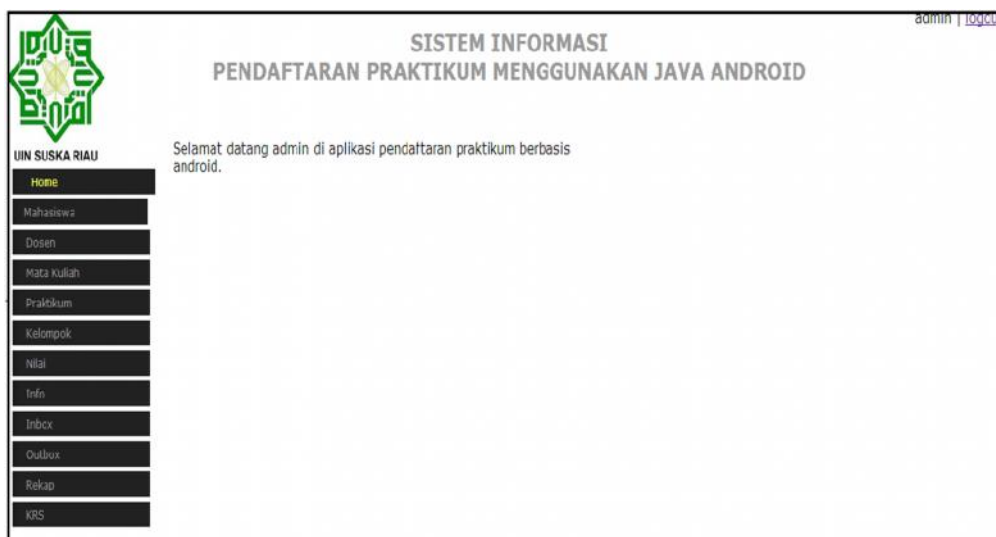 admin | logou
SISTEM INFORMASI
PENDAFTARAN PRAKTIKUM MENGGUNAKAN JAVA ANDROID
UIN SUSKA RIAU
Selamat datang admin di aplikasi pendaftaran praktikum berbasis
android.
Home
Mahasiswa
Dosen
Mata Kuliah
Praktikum
Kelompok
Nilai
Info
Inbox
Outbox
Rekap
KRS